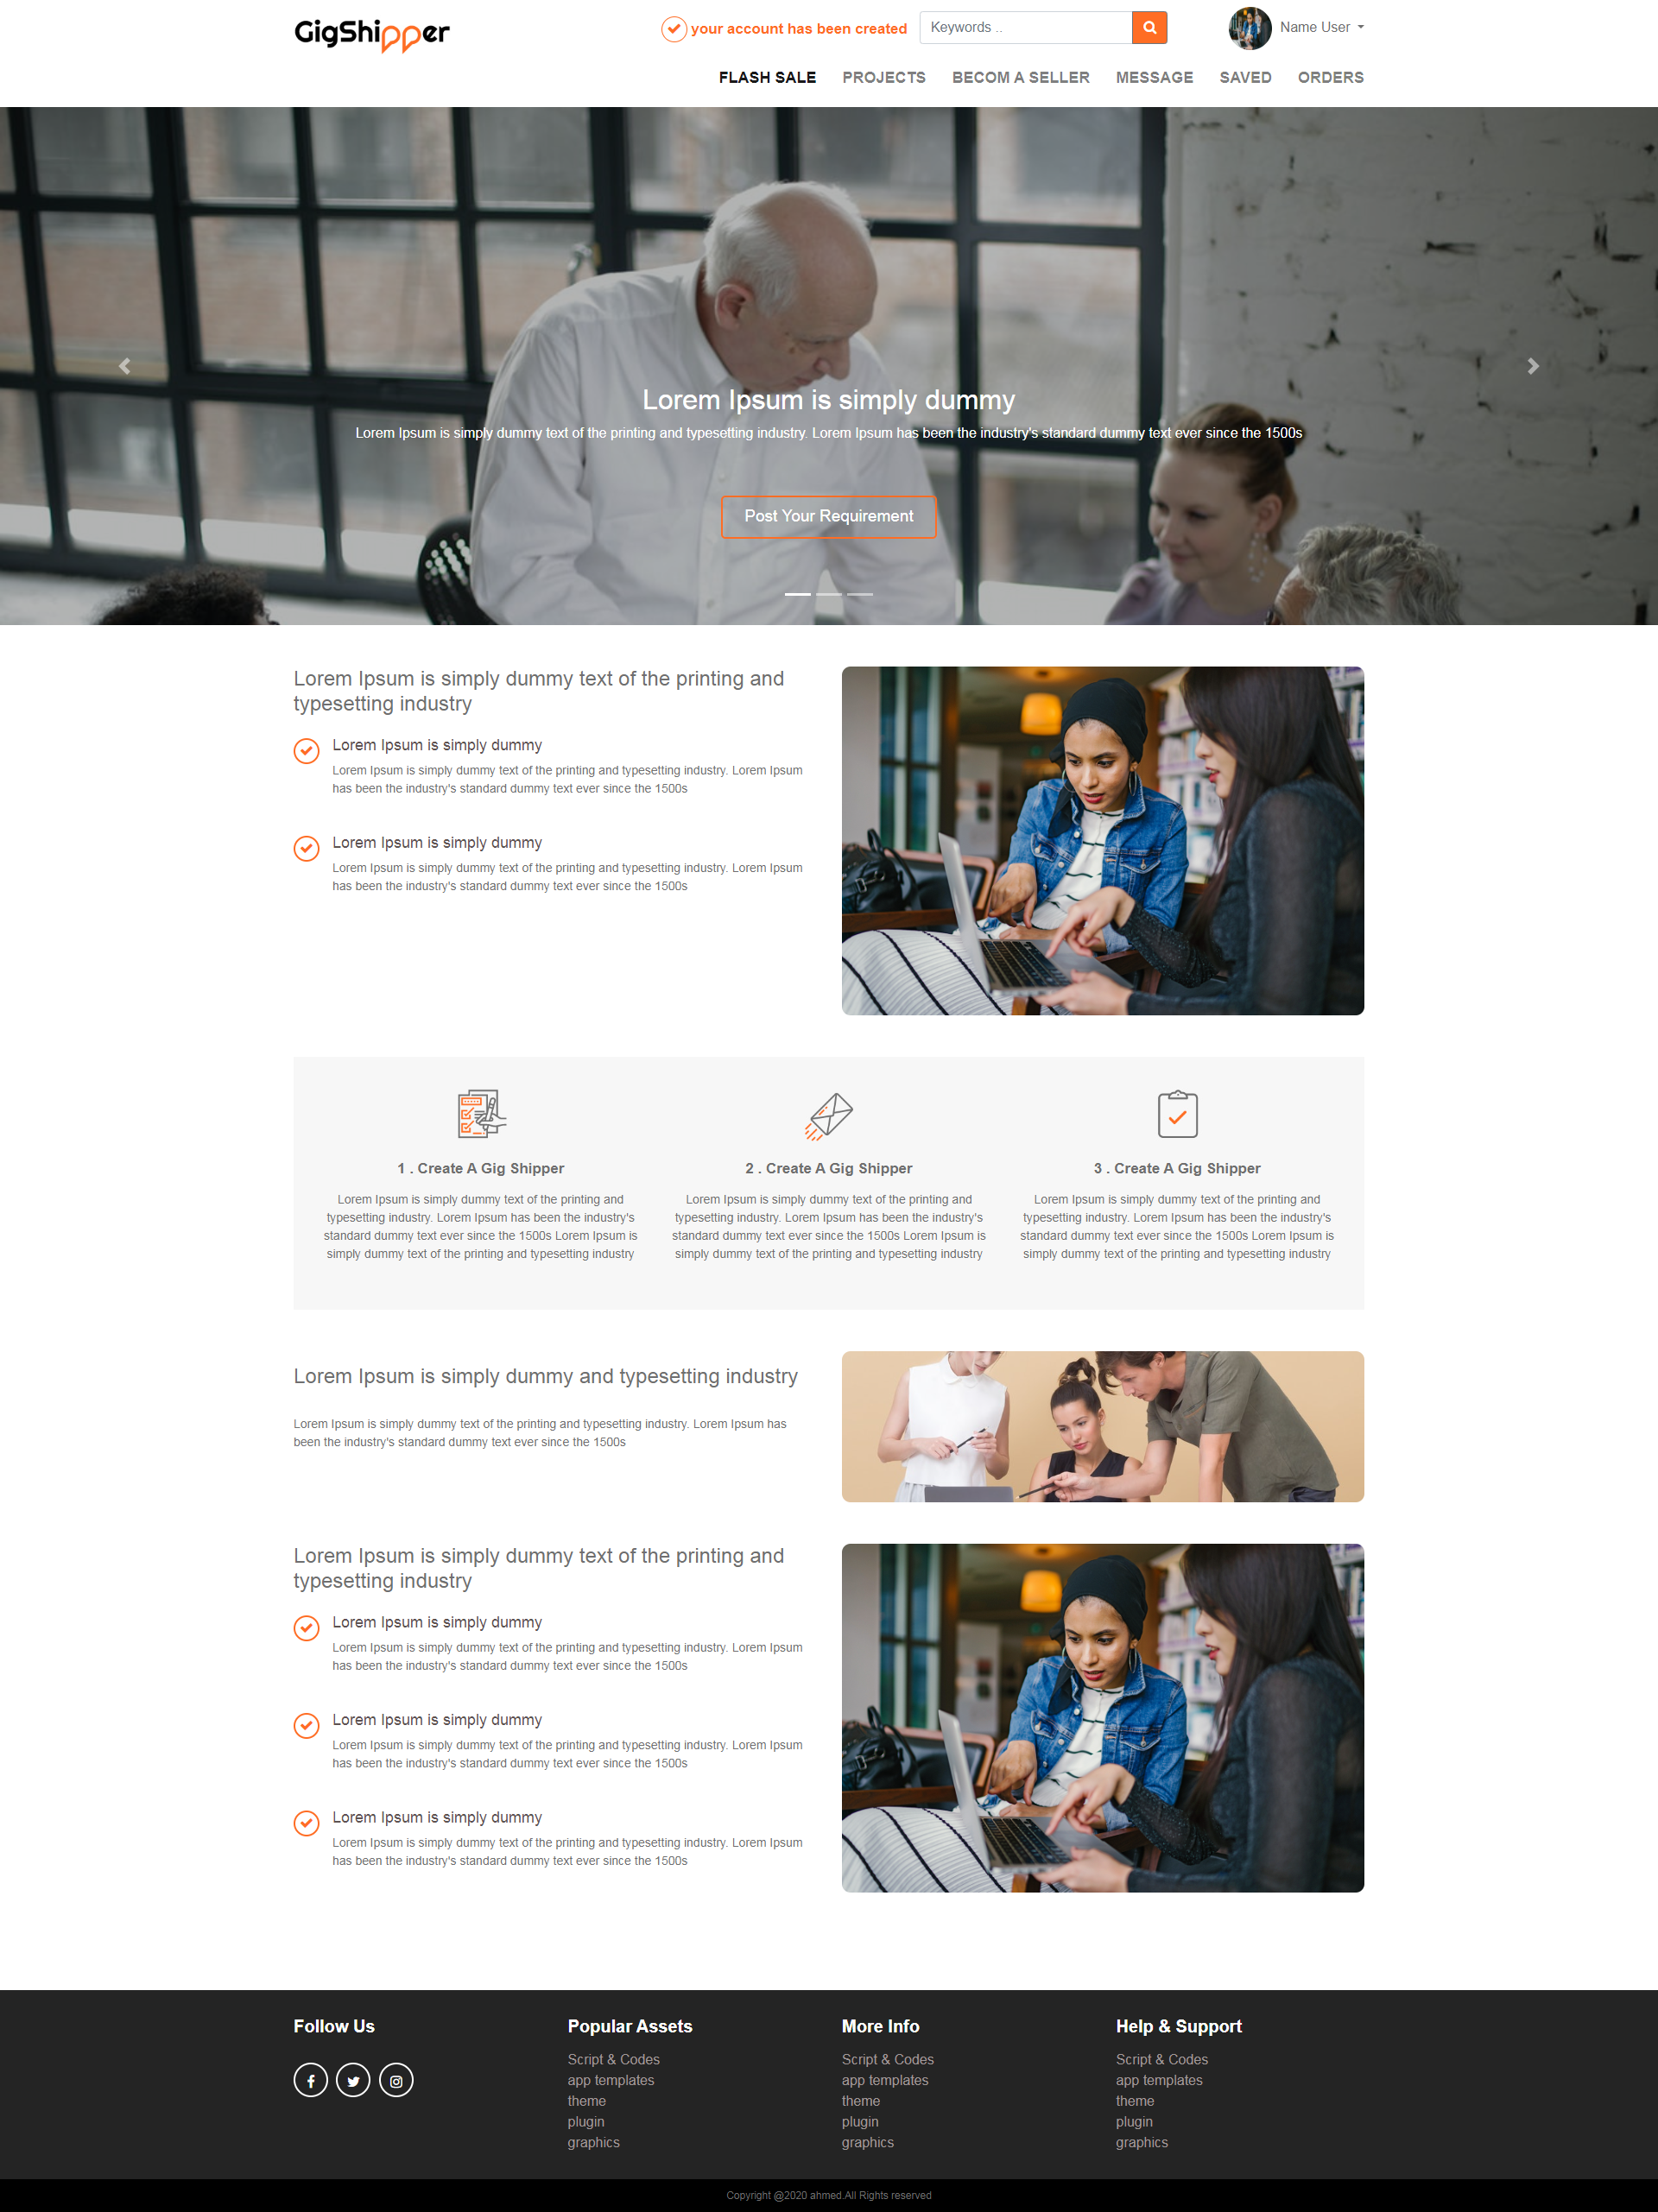 GigShipper
your account has been created
Keywords ..
Name User
FLASH SALE
PROJECTS
BECOM A SELLER
MESSAGE
SAVED
ORDERS
Lorem Ipsum is simply dummy
Lorem Ipsum is simply dummy text of the printing and typesetting industry. Lorem Ipsum has been the industry's standard dummy text ever since the 1500s
Post Your Requirement
Lorem Ipsum is simply dummy text of the printing and
typesetting industry
Lorem Ipsum is simply dummy
Lorem Ipsum is simply dummy text of the printing and typesetting industry. Lorem Ipsum
has been the industry's standard dummy text ever since the 1500s
Lorem Ipsum is simply dummy
Lorem Ipsum is simply dummy text of the printing and typesetting industry. Lorem Ipsum
has been the industry's standard dummy text ever since the 1500s
1 . Create A Gig Shipper
Lorem Ipsum is simply dummy text of the printing and
typesetting industry. Lorem Ipsum has been the industry's
standard dummy text ever since the 1500s Lorem Ipsum is
simply dummy text of the printing and typesetting industry
2 . Create A Gig Shipper
Lorem Ipsum is simply dummy text of the printing and
typesetting industry. Lorem Ipsum has been the industry's
standard dummy text ever since the 1500s Lorem Ipsum is
simply dummy text of the printing and typesetting industry
3 . Create A Gig Shipper
Lorem Ipsum is simply dummy text of the printing and
typesetting industry. Lorem Ipsum has been the industry's
standard dummy text ever since the 1500s Lorem Ipsum is
simply dummy text of the printing and typesetting industry
Lorem Ipsum is simply dummy and typesetting industry
Lorem Ipsum is simply dummy text of the printing and typesetting industry. Lorem Ipsum has
been the industry's standard dummy text ever since the 1500s
Lorem Ipsum is simply dummy text of the printing and
typesetting industry
Lorem Ipsum is simply dummy
Lorem Ipsum is simply dummy text of the printing and typesetting industry. Lorem Ipsum
has been the industry's standard dummy text ever since the 1500s
Lorem Ipsum is simply dummy
Lorem Ipsum is simply dummy text of the printing and typesetting industry. Lorem Ipsum
has been the industry's standard dummy text ever since the 1500s
Lorem Ipsum is simply dummy
Lorem Ipsum is simply dummy text of the printing and typesetting industry. Lorem Ipsum
has been the industry's standard dummy text ever since the 1500s
Follow Us
Popular Assets
Script & Codes
app templates
theme
plugin
graphics
More Info
Script & Codes
app templates
theme
plugin
graphics
Help & Support
Script & Codes
app templates
theme
plugin
graphics
Copyright @2020 ahmed.All Rights reserved